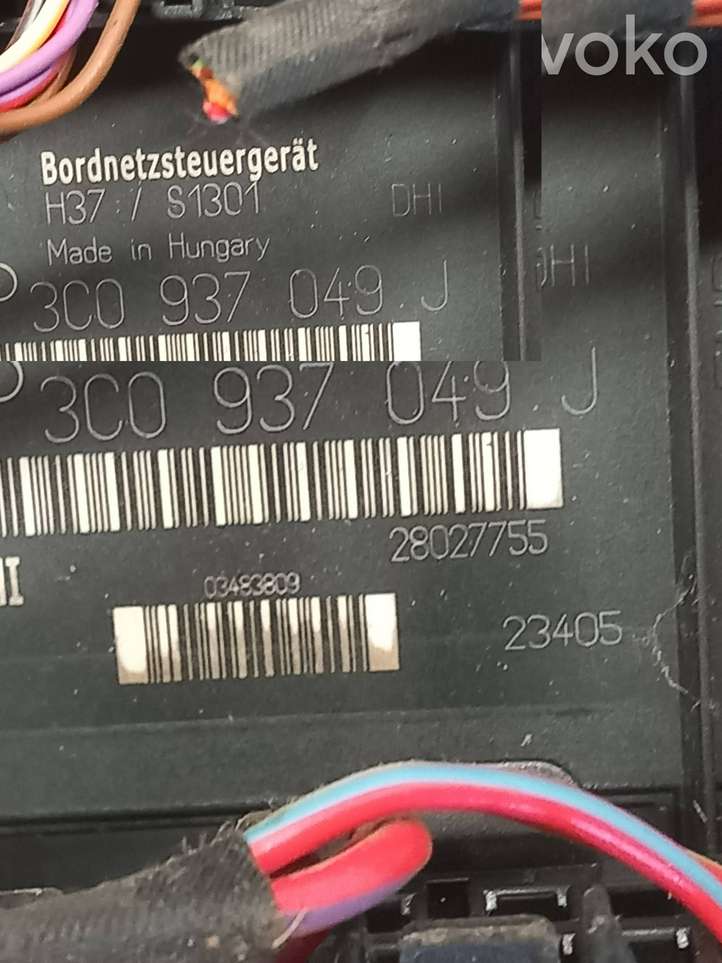 voko
Bordnetzsteuergerät
H37 / S1301 DHI
Made in Hungary
DHI
P 3C0 937 049 J
P 3C0 937 049 J
28027755
03483809
23405